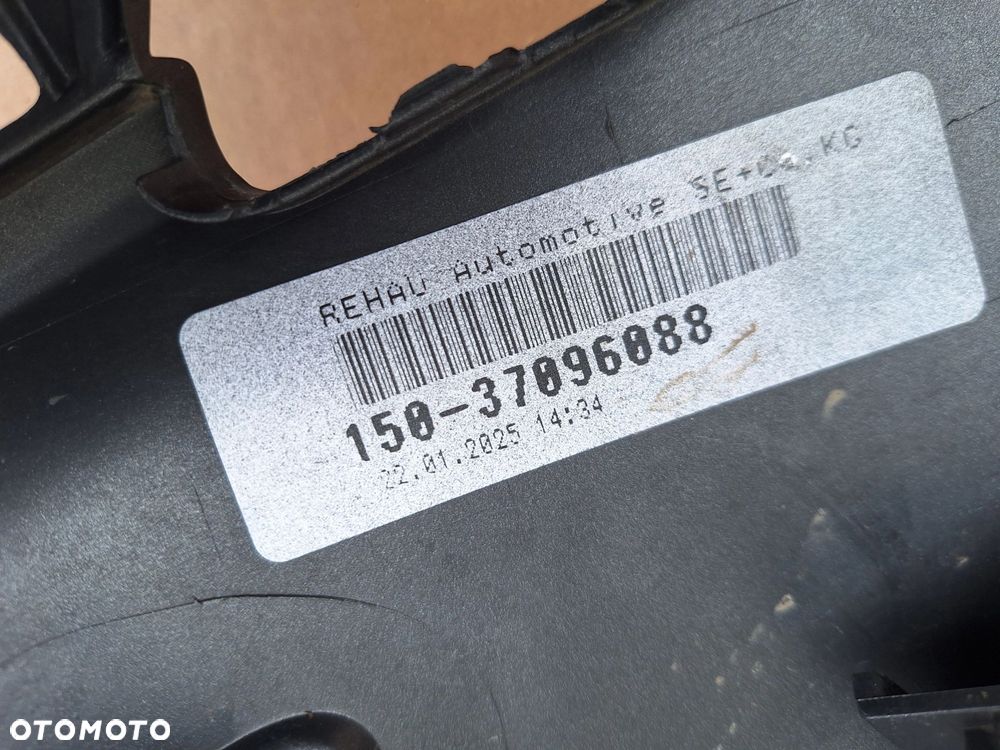 REHAU Automotive SE+Co.KG
150-37096088
22.01.2025 14:34
OTOMOTO